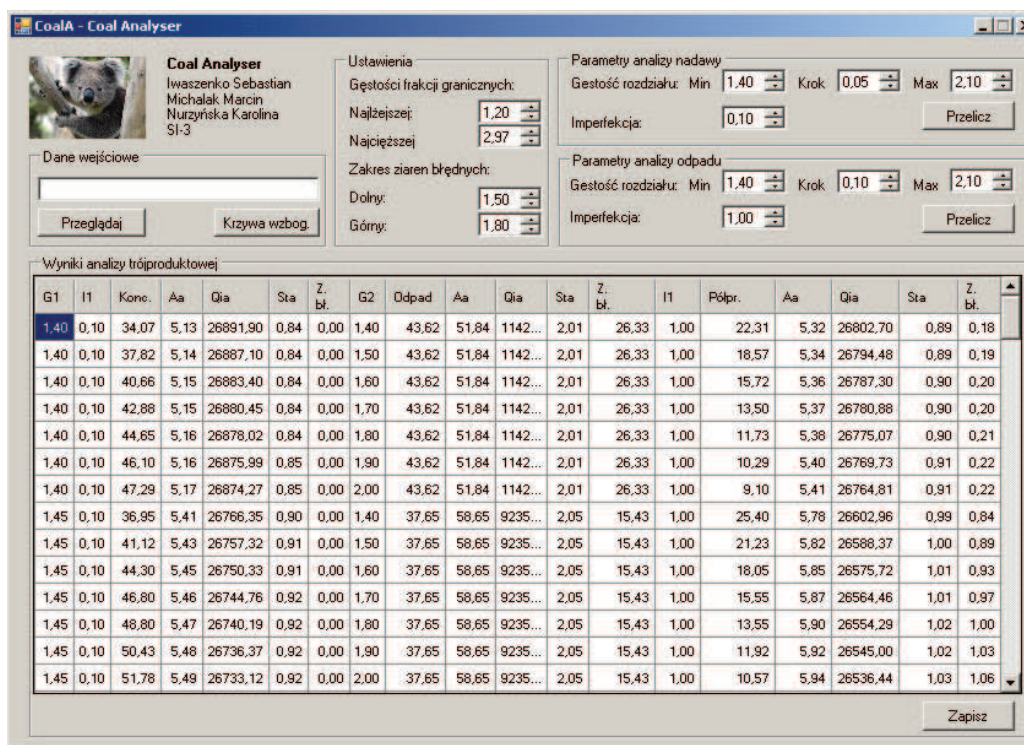 CoalA - Coal Analyser
Coal Analyser
Iwaszenko Sebastian
Michalak Marcin
Nurzyńska Karolina
SI-3
Dane wejściowe
Przeglądaj Krzywa wzbog.
Ustawienia
Gęstości frakcji granicznych:
Najlżejszej: 1,20
Najcięższej 2,97
Zakres ziaren błędnych:
Dolny: 1,50
Górny: 1,80
Parametry analizy nadawy
Gestość rozdziału: Min 1,40 Krok 0,05 Max 2,10
Imperfekcja: 0,10 Przelicz
Parametry analizy odpadu
Gestość rozdziału: Min 1,40 Krok 0,10 Max 2,10
Imperfekcja: 1,00 Przelicz
Wyniki analizy trójproduktowej
G1 I1 Konc. Aa Qia Sta Z. bł. G2 Odpad Aa Qia Sta Z. bł. I1 Półpr. Aa Qia Sta Z. bł.
1,40 0,10 34,07 5,13 26891,90 0,84 0,00 1,40 43,62 51,84 1142... 2,01 26,33 1,00 22,31 5,32 26802,70 0,89 0,18
1,40 0,10 37,82 5,14 26887,10 0,84 0,00 1,50 43,62 51,84 1142... 2,01 26,33 1,00 18,57 5,34 26794,48 0,89 0,19
1,40 0,10 40,66 5,15 26883,40 0,84 0,00 1,60 43,62 51,84 1142... 2,01 26,33 1,00 15,72 5,36 26787,30 0,90 0,20
1,40 0,10 42,88 5,15 26880,45 0,84 0,00 1,70 43,62 51,84 1142... 2,01 26,33 1,00 13,50 5,37 26780,88 0,90 0,20
1,40 0,10 44,65 5,16 26878,02 0,84 0,00 1,80 43,62 51,84 1142... 2,01 26,33 1,00 11,73 5,38 26775,07 0,90 0,21
1,40 0,10 46,10 5,16 26875,99 0,85 0,00 1,90 43,62 51,84 1142... 2,01 26,33 1,00 10,29 5,40 26769,73 0,91 0,22
1,40 0,10 47,29 5,17 26874,27 0,85 0,00 2,00 43,62 51,84 1142... 2,01 26,33 1,00 9,10 5,41 26764,81 0,91 0,22
1,45 0,10 36,95 5,41 26766,35 0,90 0,00 1,40 37,65 58,65 9235... 2,05 15,43 1,00 25,40 5,78 26602,96 0,99 0,84
1,45 0,10 41,12 5,43 26757,32 0,91 0,00 1,50 37,65 58,65 9235... 2,05 15,43 1,00 21,23 5,82 26588,37 1,00 0,89
1,45 0,10 44,30 5,45 26750,33 0,91 0,00 1,60 37,65 58,65 9235... 2,05 15,43 1,00 18,05 5,85 26575,72 1,01 0,93
1,45 0,10 46,80 5,46 26744,76 0,92 0,00 1,70 37,65 58,65 9235... 2,05 15,43 1,00 15,55 5,87 26564,46 1,01 0,97
1,45 0,10 48,80 5,47 26740,19 0,92 0,00 1,80 37,65 58,65 9235... 2,05 15,43 1,00 13,55 5,90 26554,29 1,02 1,00
1,45 0,10 50,43 5,48 26736,37 0,92 0,00 1,90 37,65 58,65 9235... 2,05 15,43 1,00 11,92 5,92 26545,00 1,02 1,03
1,45 0,10 51,78 5,49 26733,12 0,92 0,00 2,00 37,65 58,65 9235... 2,05 15,43 1,00 10,57 5,94 26536,44 1,03 1,06
Zapisz